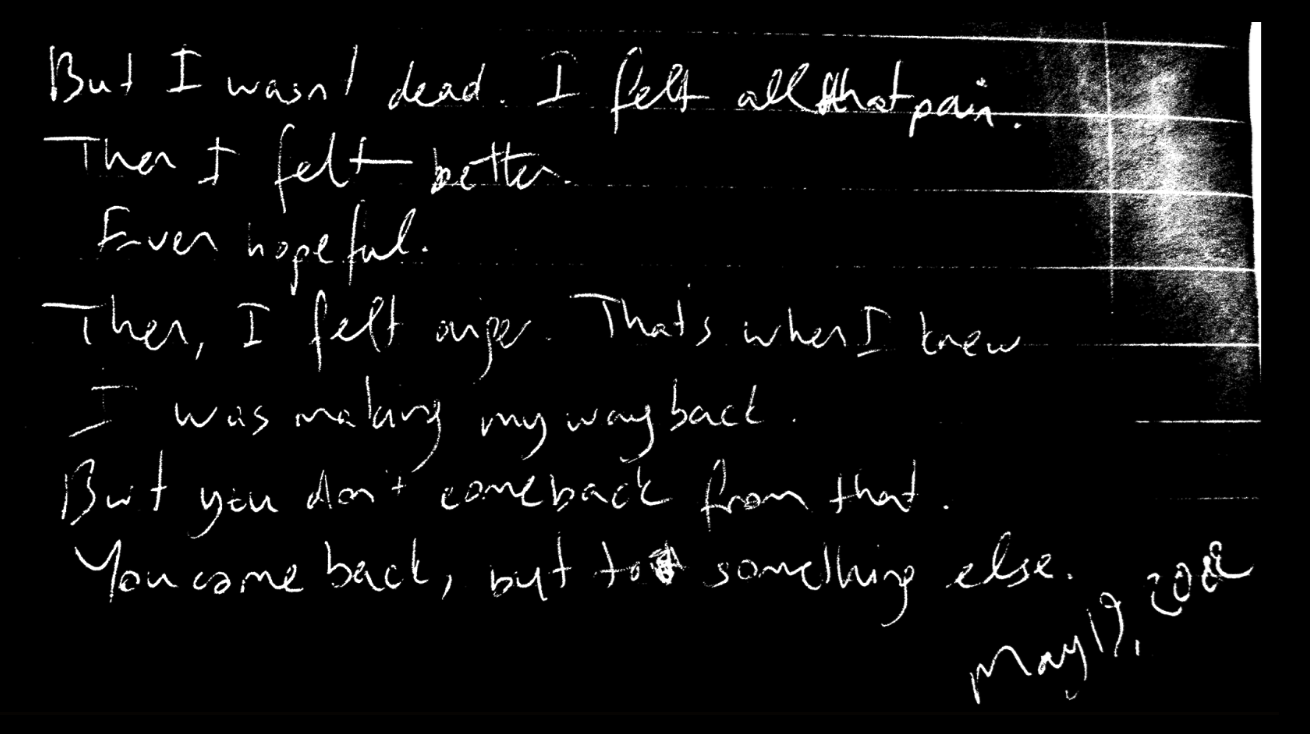 But I wasn't dead. I felt all that pain.
Then I felt better.
Even hopeful.
Then, I felt anger. That's when I knew
I was making my way back.
But you don't come back from that.
You come back, but to something else.
May 19, 2022